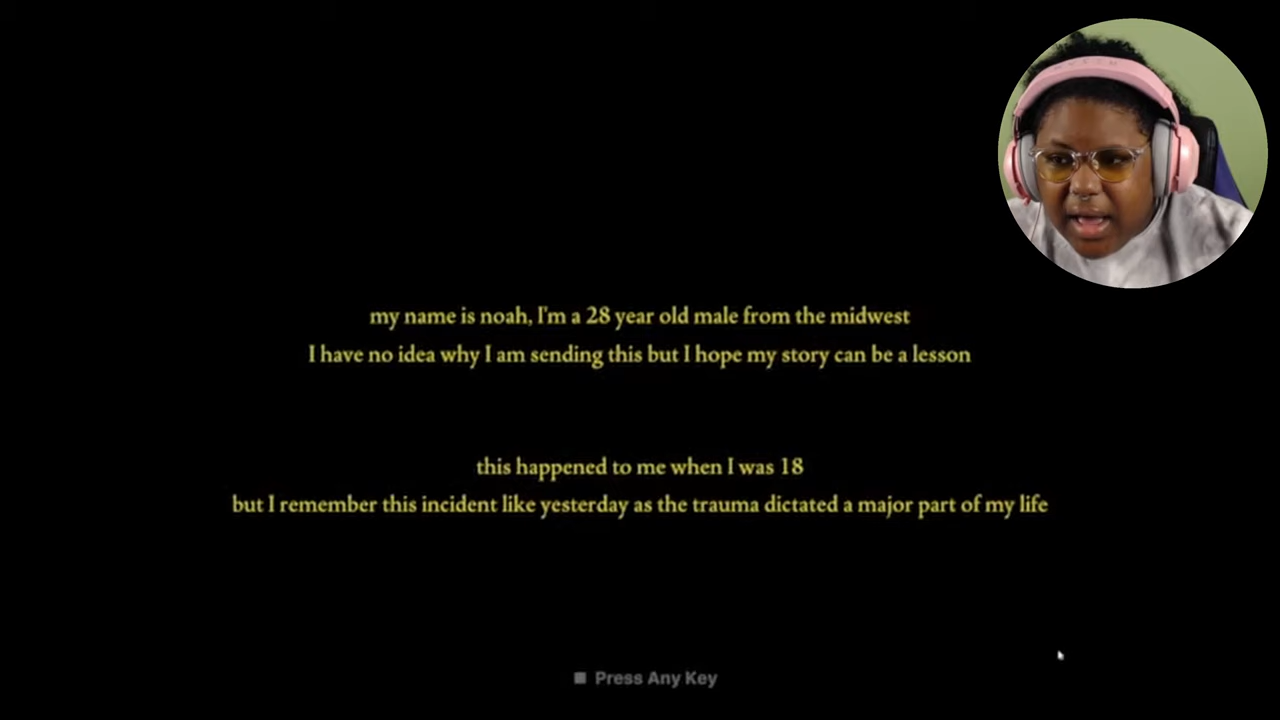 my name is noah, I'm a 28 year old male from the midwest
I have no idea why I am sending this but I hope my story can be a lesson
this happened to me when I was 18
but I remember this incident like yesterday as the trauma dictated a major part of my life
Press Any Key